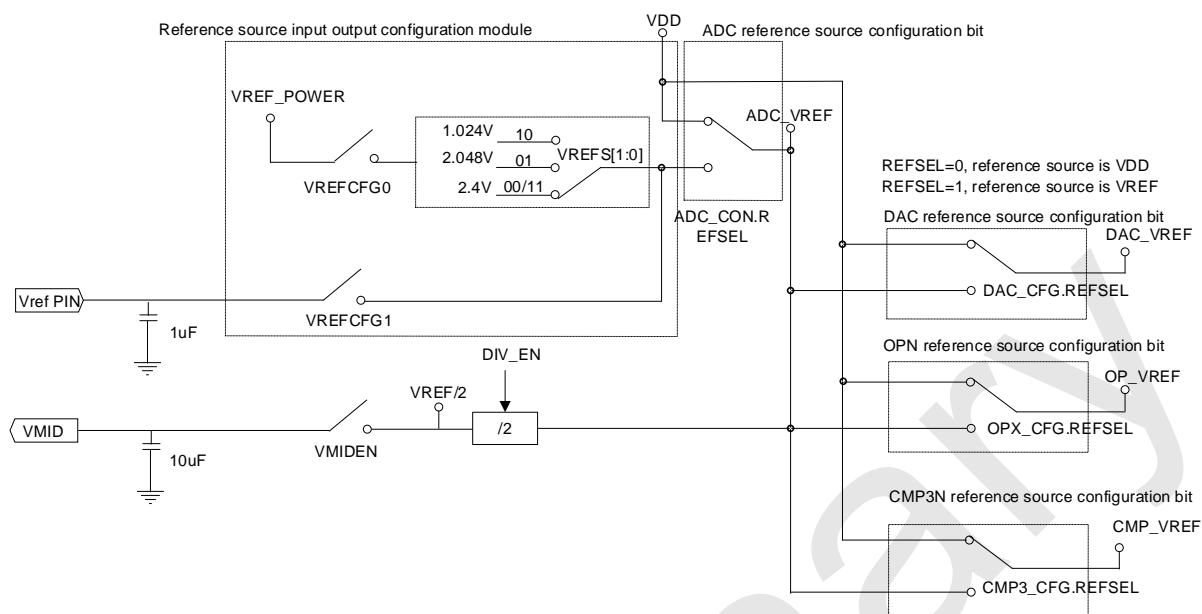 VDD
Reference source input output configuration module
ADC reference source configuration bit
VREF_POWER
ADC_VREF
1.024V 10
2.048V 01
VREFS[1:0]
2.4V 00/11
VREFCFG0
REFSEL=0, reference source is VDD
REFSEL=1, reference source is VREF
ADC_CON.R
EFSEL
DAC reference source configuration bit
DAC_VREF
DAC_CFG.REFSEL
Vref PIN
VREFCFG1
1uF
OPN reference source configuration bit
DIV_EN
OP_VREF
VREF/2
VMID
/2
OPX_CFG.REFSEL
VMIDEN
10uF
CMP3N reference source configuration bit
CMP_VREF
CMP3_CFG.REFSEL
ary